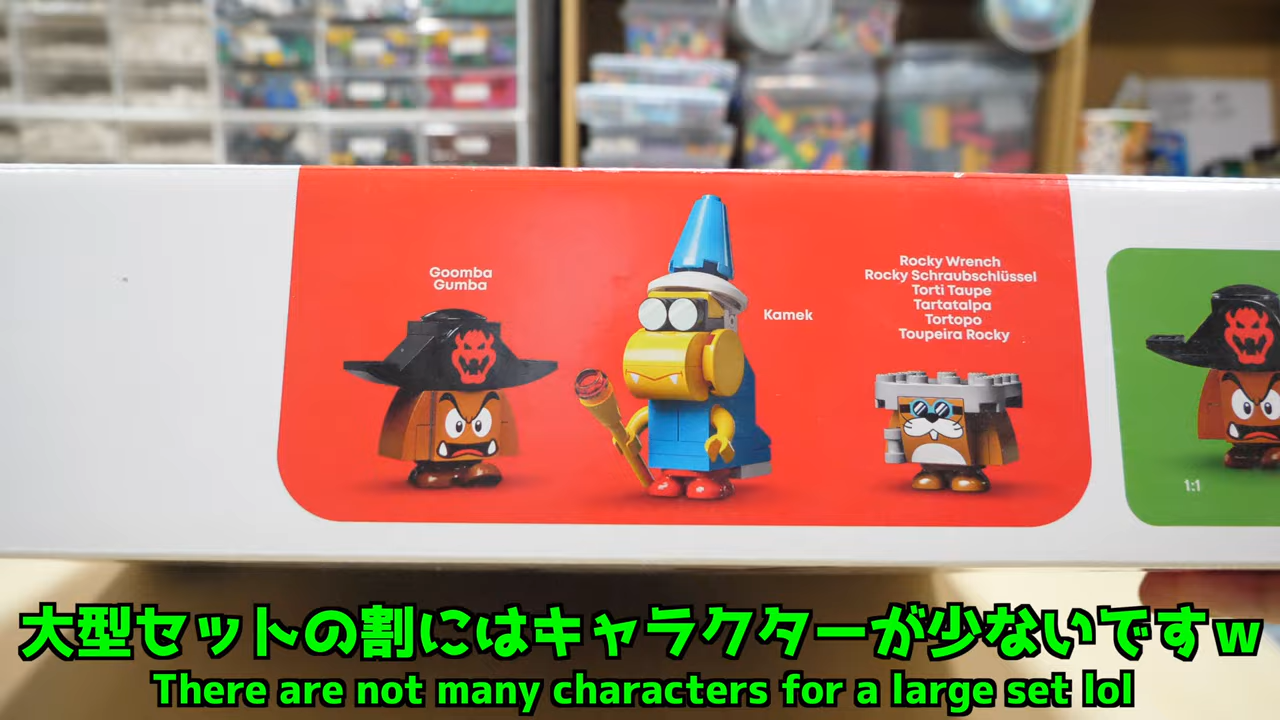 Goomba
Gumba
Kamek
Rocky Wrench
Rocky Schraubschlüssel
Torti Taupe
Tartatalpa
Tortopo
Toupeira Rocky
1:1
大型セットの割にはキャラクターが少ないですｗ
There are not many characters for a large set lol